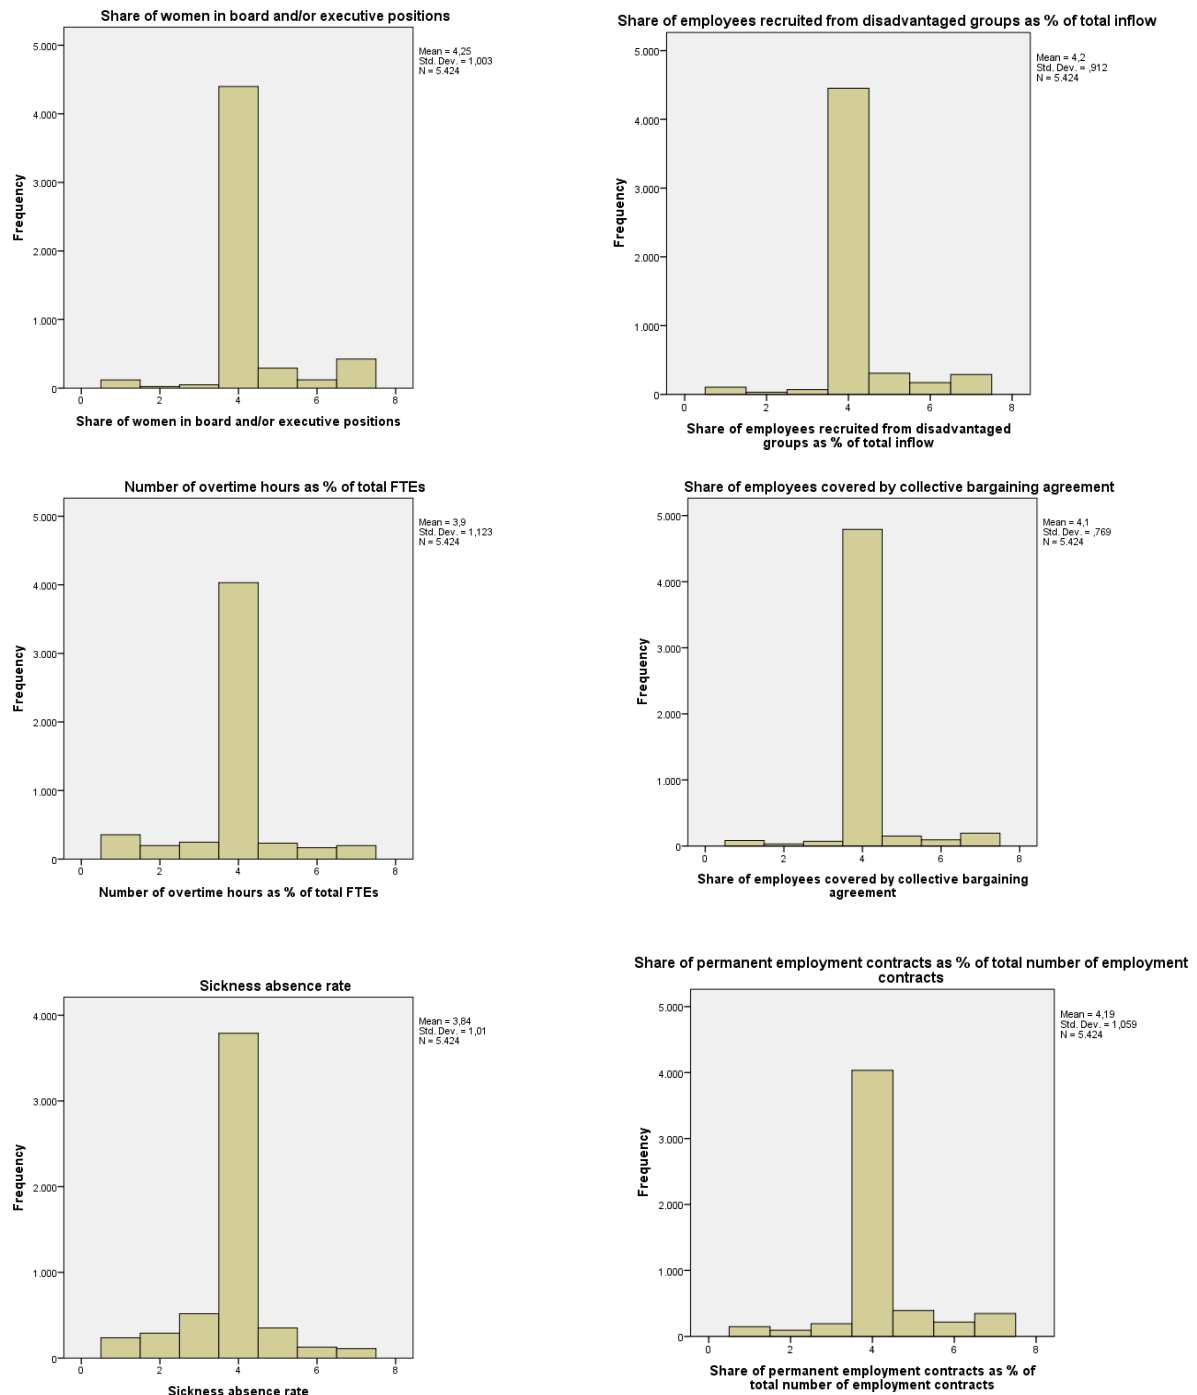 Share of women in board and/or executive positions
Mean = 4,25
Std. Dev. = 1,003
N = 5.424
5.000
4.000
3.000
2.000
1.000
0
Frequency
0 2 4 6 8
Share of women in board and/or executive positions
Share of employees recruited from disadvantaged groups as % of total inflow
Mean = 4,2
Std. Dev. = ,912
N = 5.424
5.000
4.000
3.000
2.000
1.000
0
Frequency
0 2 4 6 8
Share of employees recruited from disadvantaged
groups as % of total inflow
Number of overtime hours as % of total FTEs
Mean = 3,9
Std. Dev. = 1,123
N = 5.424
5.000
4.000
3.000
2.000
1.000
0
Frequency
0 2 4 6 8
Number of overtime hours as % of total FTEs
Share of employees covered by collective bargaining agreement
Mean = 4,1
Std. Dev. = ,769
N = 5.424
5.000
4.000
3.000
2.000
1.000
0
Frequency
0 2 4 6 8
Share of employees covered by collective bargaining
agreement
Sickness absence rate
Mean = 3,84
Std. Dev. = 1,01
N = 5.424
4.000
3.000
2.000
1.000
0
Frequency
0 2 4 6 8
Sickness absence rate
Share of permanent employment contracts as % of total number of employment
contracts
Mean = 4,19
Std. Dev. = 1,059
N = 5.424
5.000
4.000
3.000
2.000
1.000
0
Frequency
0 2 4 6 8
Share of permanent employment contracts as % of
total number of employment contracts